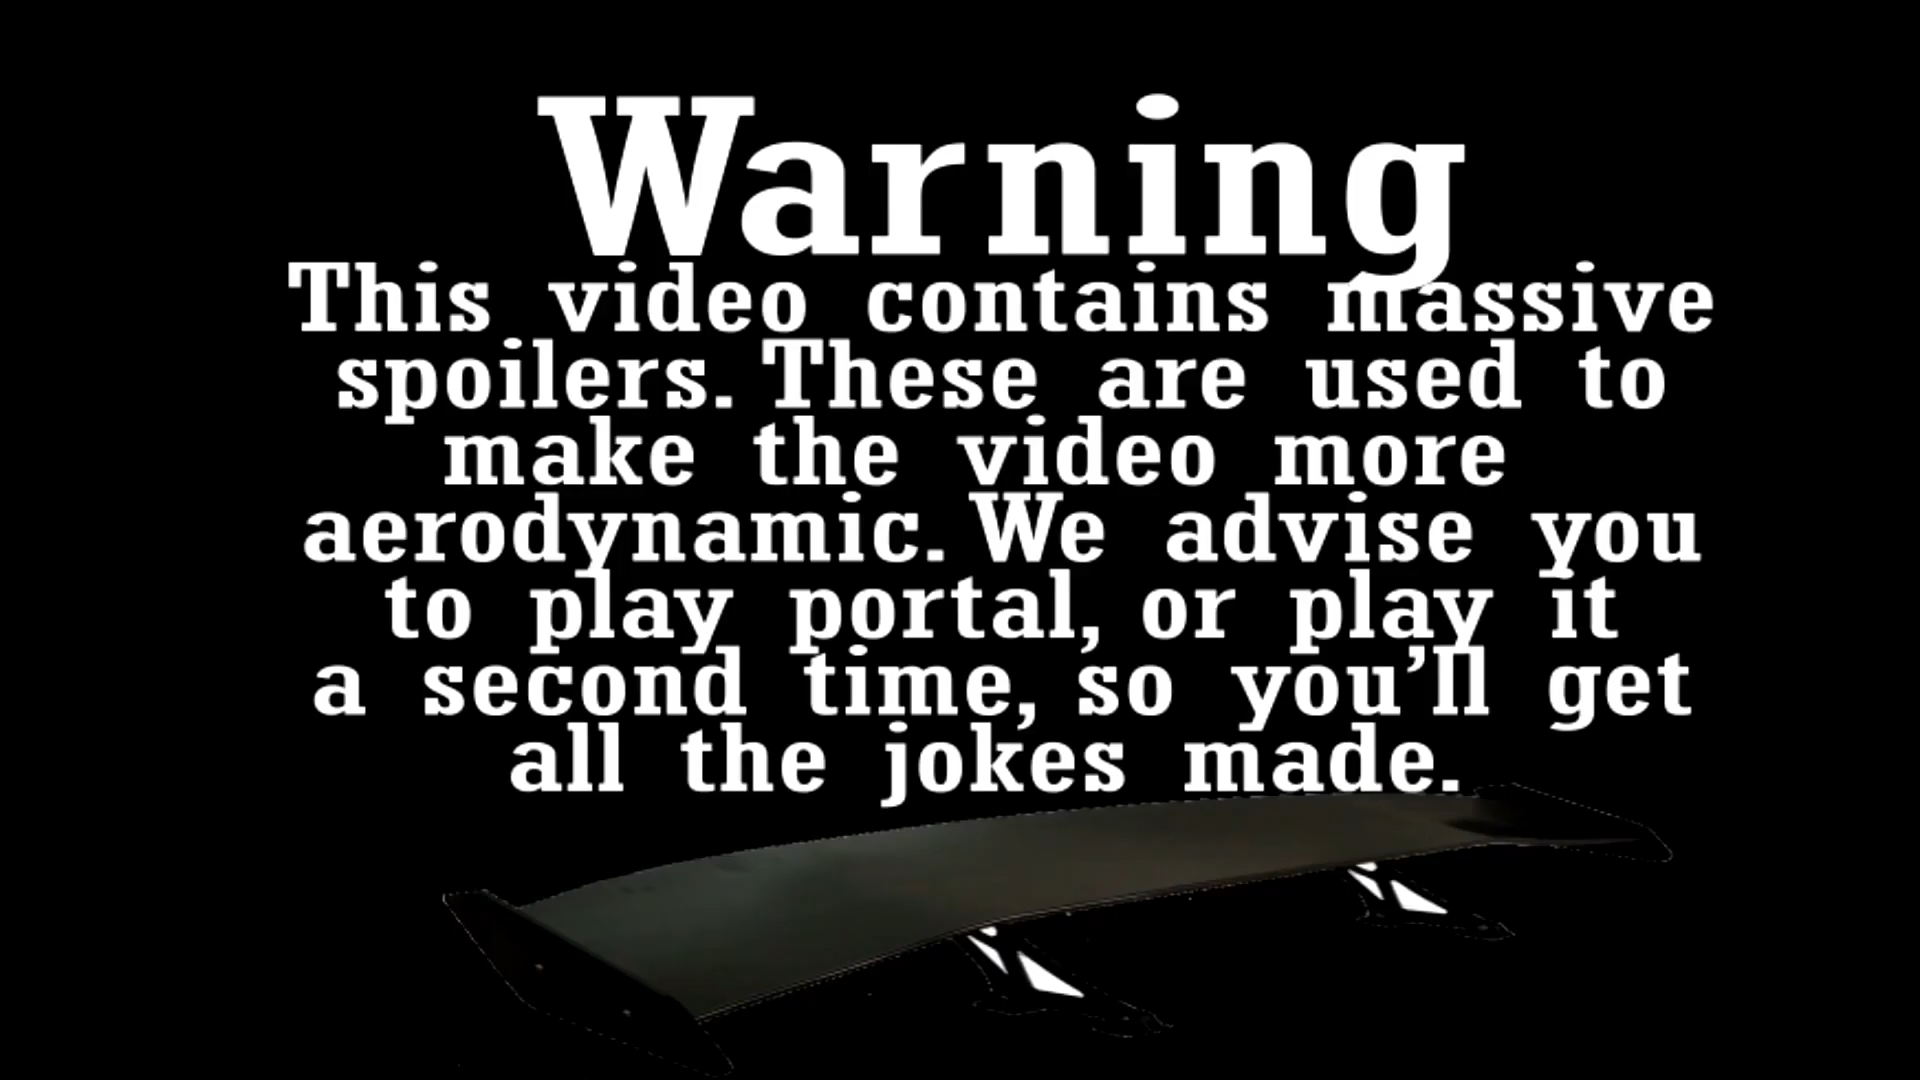 Warning
This video contains massive
spoilers. These are used to
make the video more
aerodynamic. We advise you
to play portal, or play it
a second time, so you’ll get
all the jokes made.